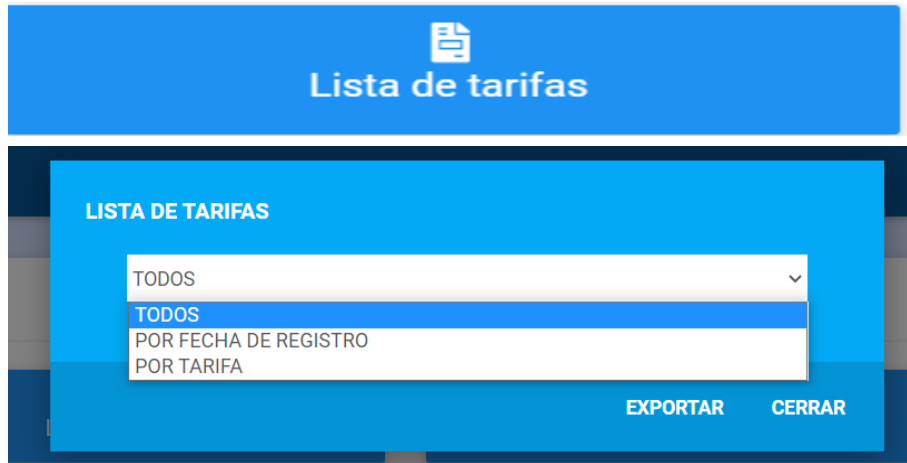 Lista de tarifas
LISTA DE TARIFAS
TODOS
TODOS
POR FECHA DE REGISTRO
POR TARIFA
EXPORTAR CERRAR